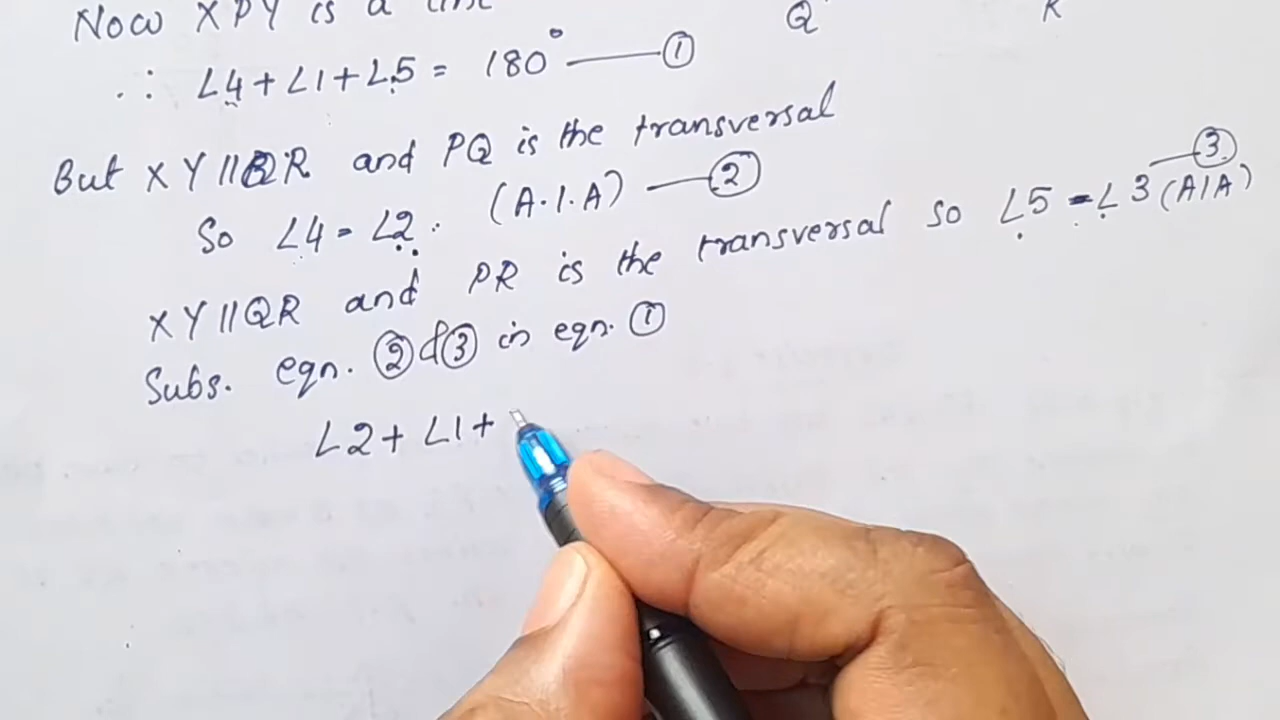 Now XPY is a line
Q
R
∴ ∠4 + ∠1 + ∠5 = 180° — ①
But XY || QR and PQ is the transversal
So ∠4 = ∠2. (A.I.A) — ②
XY || QR and PR is the transversal so ∠5 = ∠3 (AIA) — ③
Subs. eqn. ② & ③ in eqn. ①
∠2 + ∠1 +